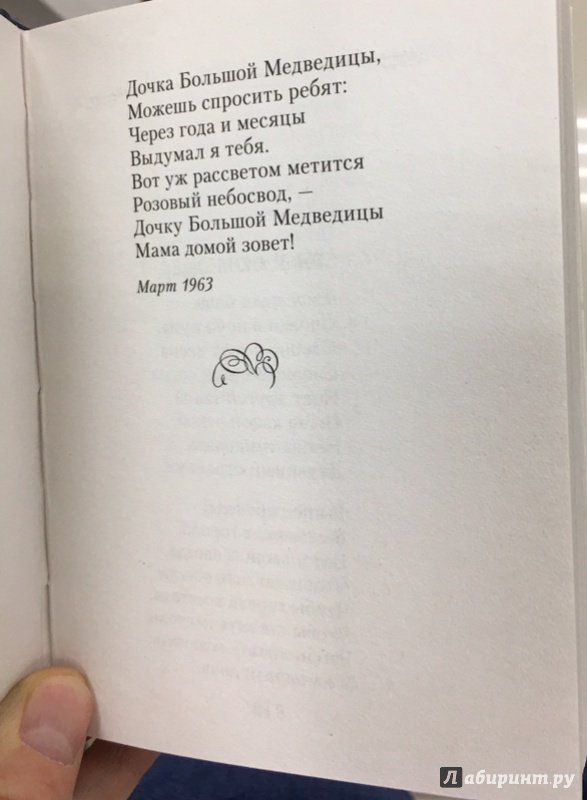 Дочка Большой Медведицы,
Можешь спросить ребят:
Через года и месяцы
Выдумал я тебя.
Вот уж рассветом метится
Розовый небосвод, —
Дочку Большой Медведицы
Мама домой зовет!
Март 1963
Лабиринт.ру